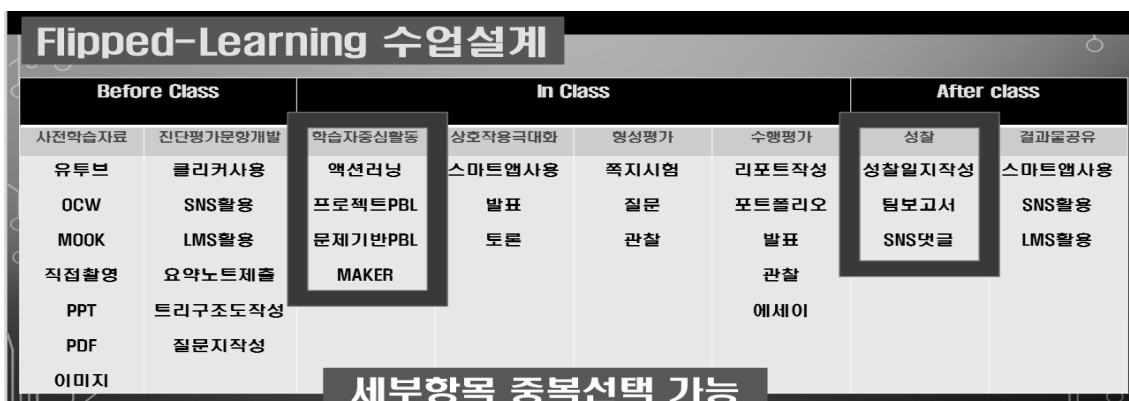 Flipped-Learning 수업설계
Before Class In Class After class
사전학습자료 진단평가문항개발 학습자중심활동 상호작용극대화 형성평가 수행평가 성찰 결과물공유
유투브 클리커사용 액션러닝 스마트앱사용 쪽지시험 리포트작성 성찰일지작성 스마트앱사용
OCW SNS활용 프로젝트PBL 발표 질문 포트폴리오 팀보고서 SNS활용
MOOK LMS활용 문제기반PBL 토론 관찰 발표 SNS댓글 LMS활용
직접촬영 요약노트제출 MAKER 관찰
PPT 트리구조도작성 에세이
PDF 질문지작성
이미지
세부항목 중복선택 가능